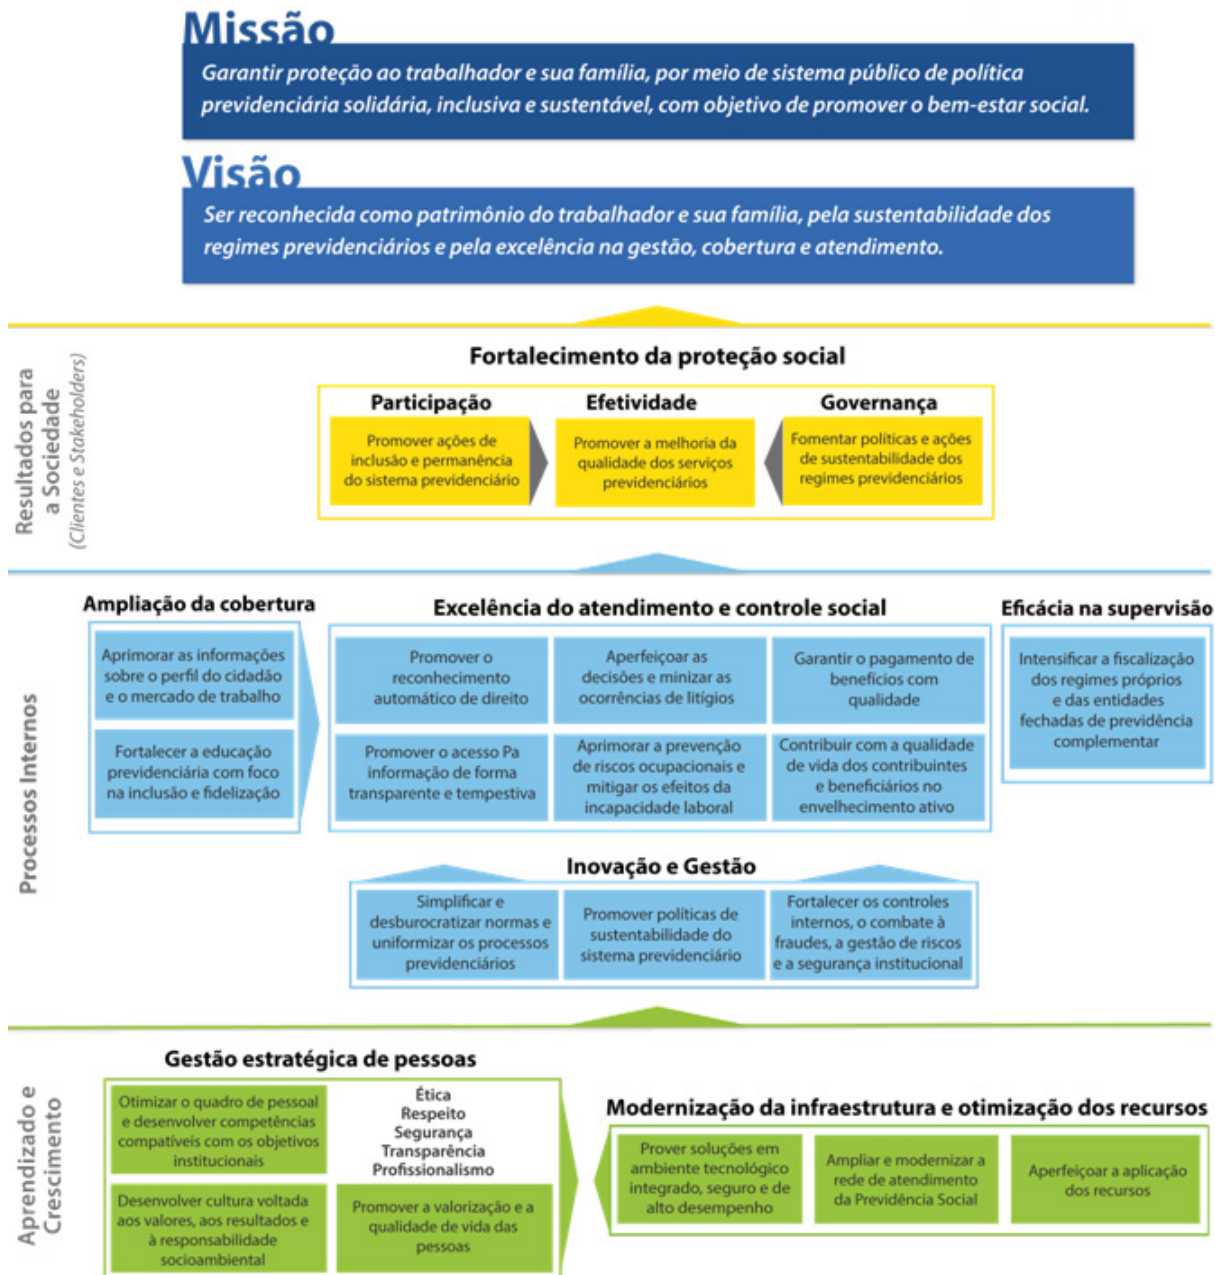 Missão
Garantir proteção ao trabalhador e sua família, por meio de sistema público de política
previdenciária solidária, inclusiva e sustentável, com objetivo de promover o bem-estar social.
Visão
Ser reconhecida como patrimônio do trabalhador e sua família, pela sustentabilidade dos
regimes previdenciários e pela excelência na gestão, cobertura e atendimento.
Resultados para
a Sociedade
(Clientes e Stakeholders)
Fortalecimento da proteção social
Participação
Promover ações de
inclusão e permanência
do sistema previdenciário
Efetividade
Promover a melhoria da
qualidade dos serviços
previdenciários
Governança
Fomentar políticas e ações
de sustentabilidade dos
regimes previdenciários
Processos Internos
Ampliação da cobertura
Aprimorar as informações
sobre o perfil do cidadão
e o mercado de trabalho
Fortalecer a educação
previdenciária com foco
na inclusão e fidelização
Excelência do atendimento e controle social
Promover o
reconhecimento
automático de direito
Aperfeiçoar as
decisões e minizar as
ocorrências de litígios
Garantir o pagamento de
benefícios com
qualidade
Promover o acesso Pa
informação de forma
transparente e tempestiva
Aprimorar a prevenção
de riscos ocupacionais e
mitigar os efeitos da
incapacidade laboral
Contribuir com a qualidade
de vida dos contribuintes
e beneficiários no
envelhecimento ativo
Eficácia na supervisão
Intensificar a fiscalização
dos regimes próprios
e das entidades
fechadas de previdência
complementar
Inovação e Gestão
Simplificar e
desburocratizar normas e
uniformizar os processos
previdenciários
Promover políticas de
sustentabilidade do
sistema previdenciário
Fortalecer os controles
internos, o combate à
fraudes, a gestão de riscos
e a segurança institucional
Aprendizado e
Crescimento
Gestão estratégica de pessoas
Otimizar o quadro de pessoal
e desenvolver competências
compatíveis com os objetivos
institucionais
Ética
Respeito
Segurança
Transparência
Profissionalismo
Desenvolver cultura voltada
aos valores, aos resultados e
à responsabilidade
socioambiental
Promover a valorização e a
qualidade de vida das
pessoas
Modernização da infraestrutura e otimização dos recursos
Prover soluções em
ambiente tecnológico
integrado, seguro e de
alto desempenho
Ampliar e modernizar a
rede de atendimento
da Previdência Social
Aperfeiçoar a aplicação
dos recursos